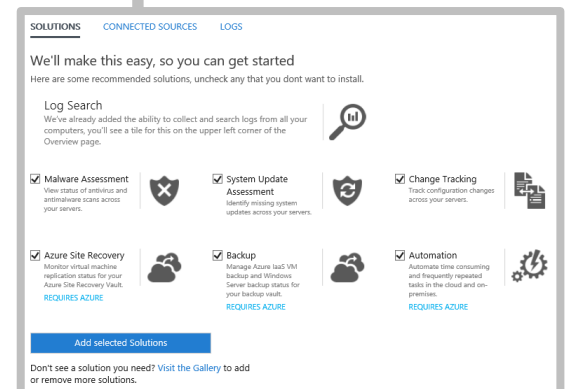 SOLUTIONS CONNECTED SOURCES LOGS
We'll make this easy, so you can get started
Here are some recommended solutions, uncheck any that you dont want to install.
Log Search
We've already added the ability to collect and search logs from all your
computers, you'll see a tile for this on the upper left corner of the
Overview page.
Malware Assessment
View status of antivirus and
antimalware scans across
your servers.
System Update
Assessment
Identify missing system
updates across your servers.
Change Tracking
Track configuration changes
across your servers.
Azure Site Recovery
Monitor virtual machine
replication status for your
Azure Site Recovery Vault.
REQUIRES AZURE
Backup
Manage Azure IaaS VM
backup and Windows
Server backup status for
your backup vault.
REQUIRES AZURE
Automation
Automate time consuming
and frequently repeated
tasks in the cloud and on-
premises.
REQUIRES AZURE
Add selected Solutions
Don't see a solution you need? Visit the Gallery to add
or remove more solutions.